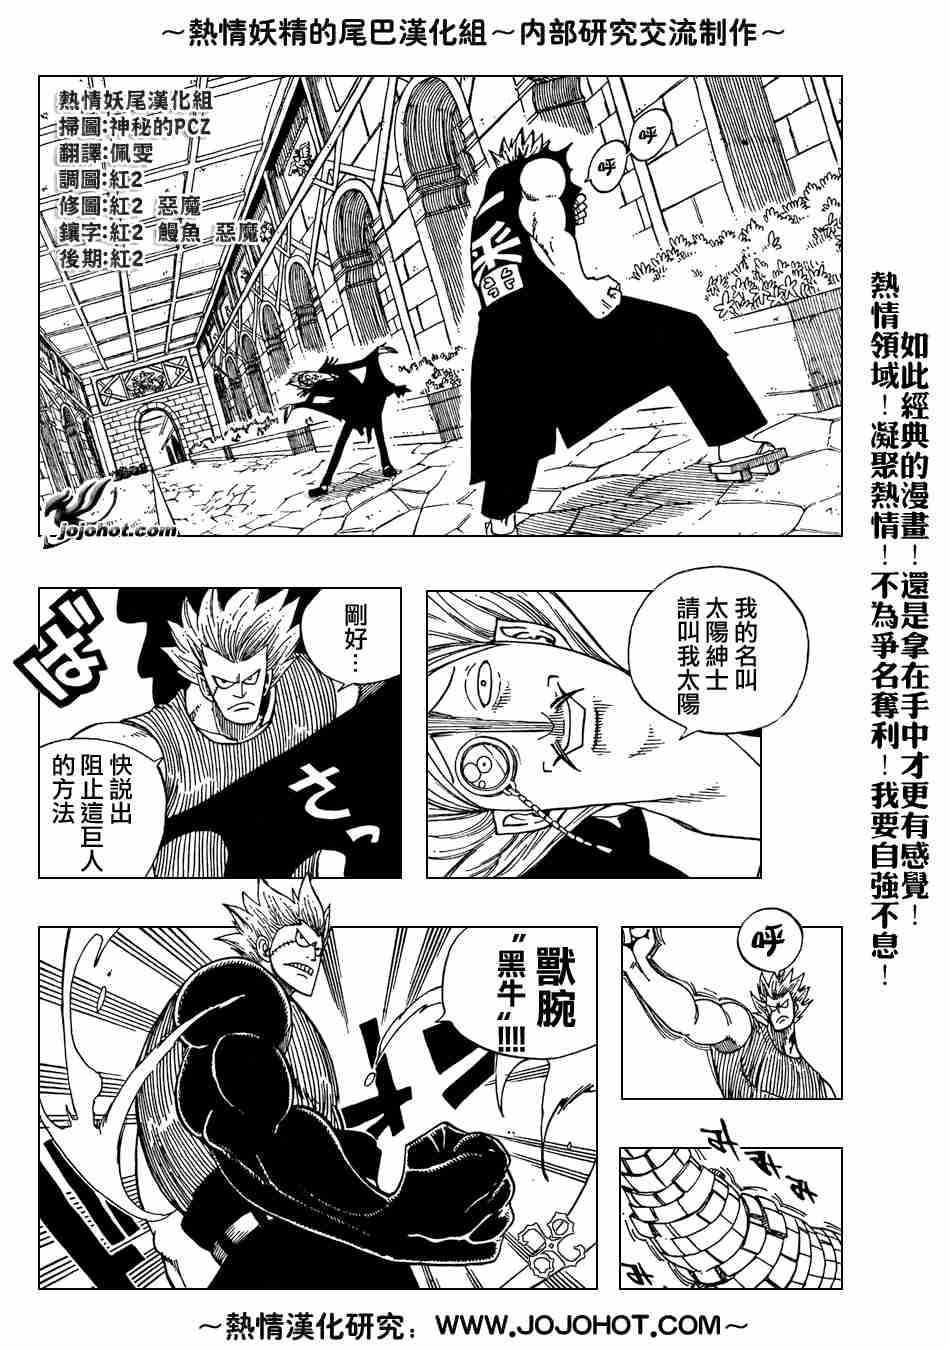 ～熱情妖精的尾巴漢化組～内部研究交流制作～
熱情妖尾漢化組
掃圖:神秘的PCZ
翻譯:佩雯
調圖:紅2
修圖:紅2 惡魔
鑲字:紅2 鰻魚 惡魔
後期:紅2
呼
呼
采
jojohot.com
如此經典的漫畫！還是拿在手中才更有感覺！
熱情領域！凝聚熱情！不為爭名奪利！我要自強不息！
我的名叫
太陽紳士
請叫我太陽
剛好…
快説出
阻止這巨人
的方法
さっ
呼
獸腕
"黑牛"!!!!
～熱情漢化研究：WWW.JOJOHOT.COM～